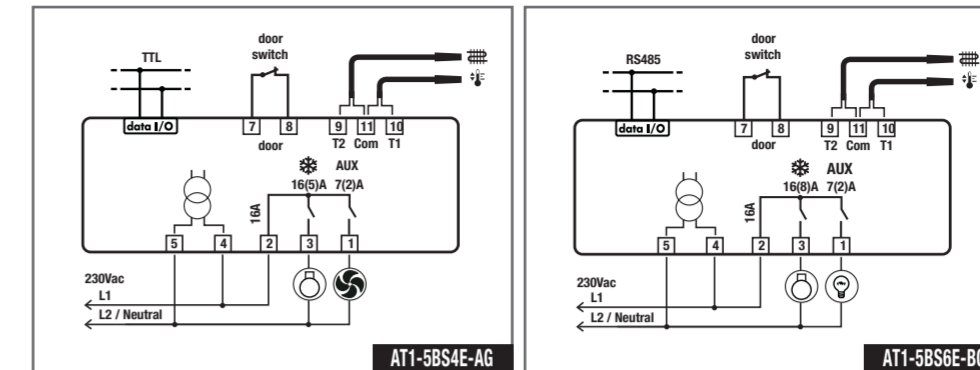 TTL
door
switch
data I/O
7
8
9
11
10
door
T2
Com
T1
AUX
16(5)A
7(2)A
16A
5
4
2
3
1
230Vac
L1
L2 / Neutral
AT1-5BS4E-AG
RS485
door
switch
data I/O
7
8
9
11
10
door
T2
Com
T1
AUX
16(8)A
7(2)A
16A
5
4
2
3
1
230Vac
L1
L2 / Neutral